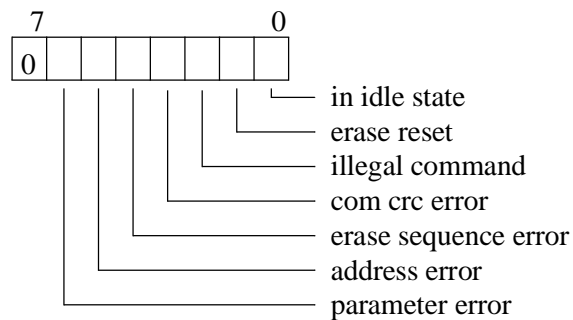 7 0
0
in idle state
erase reset
illegal command
com crc error
erase sequence error
address error
parameter error